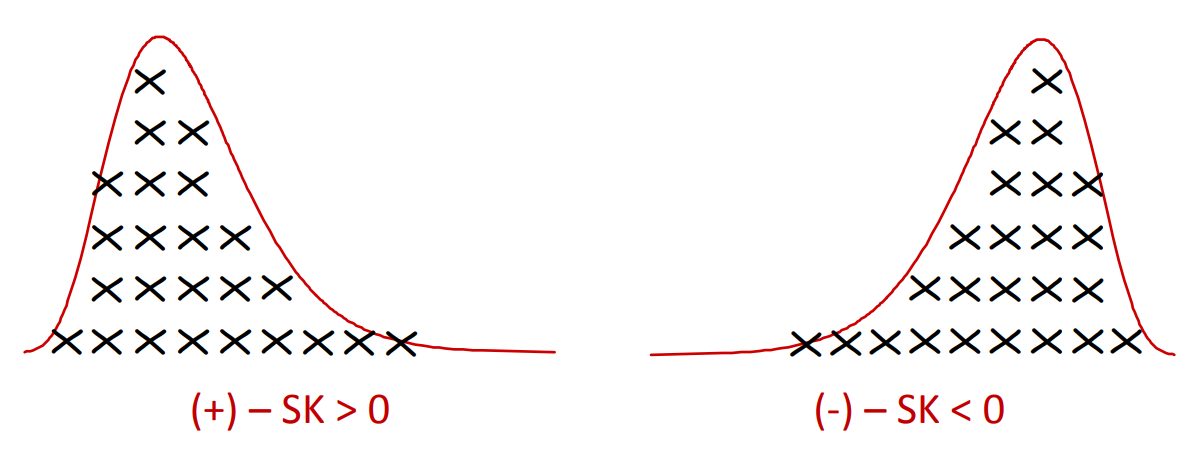 (+) – SK > 0
(-) – SK < 0